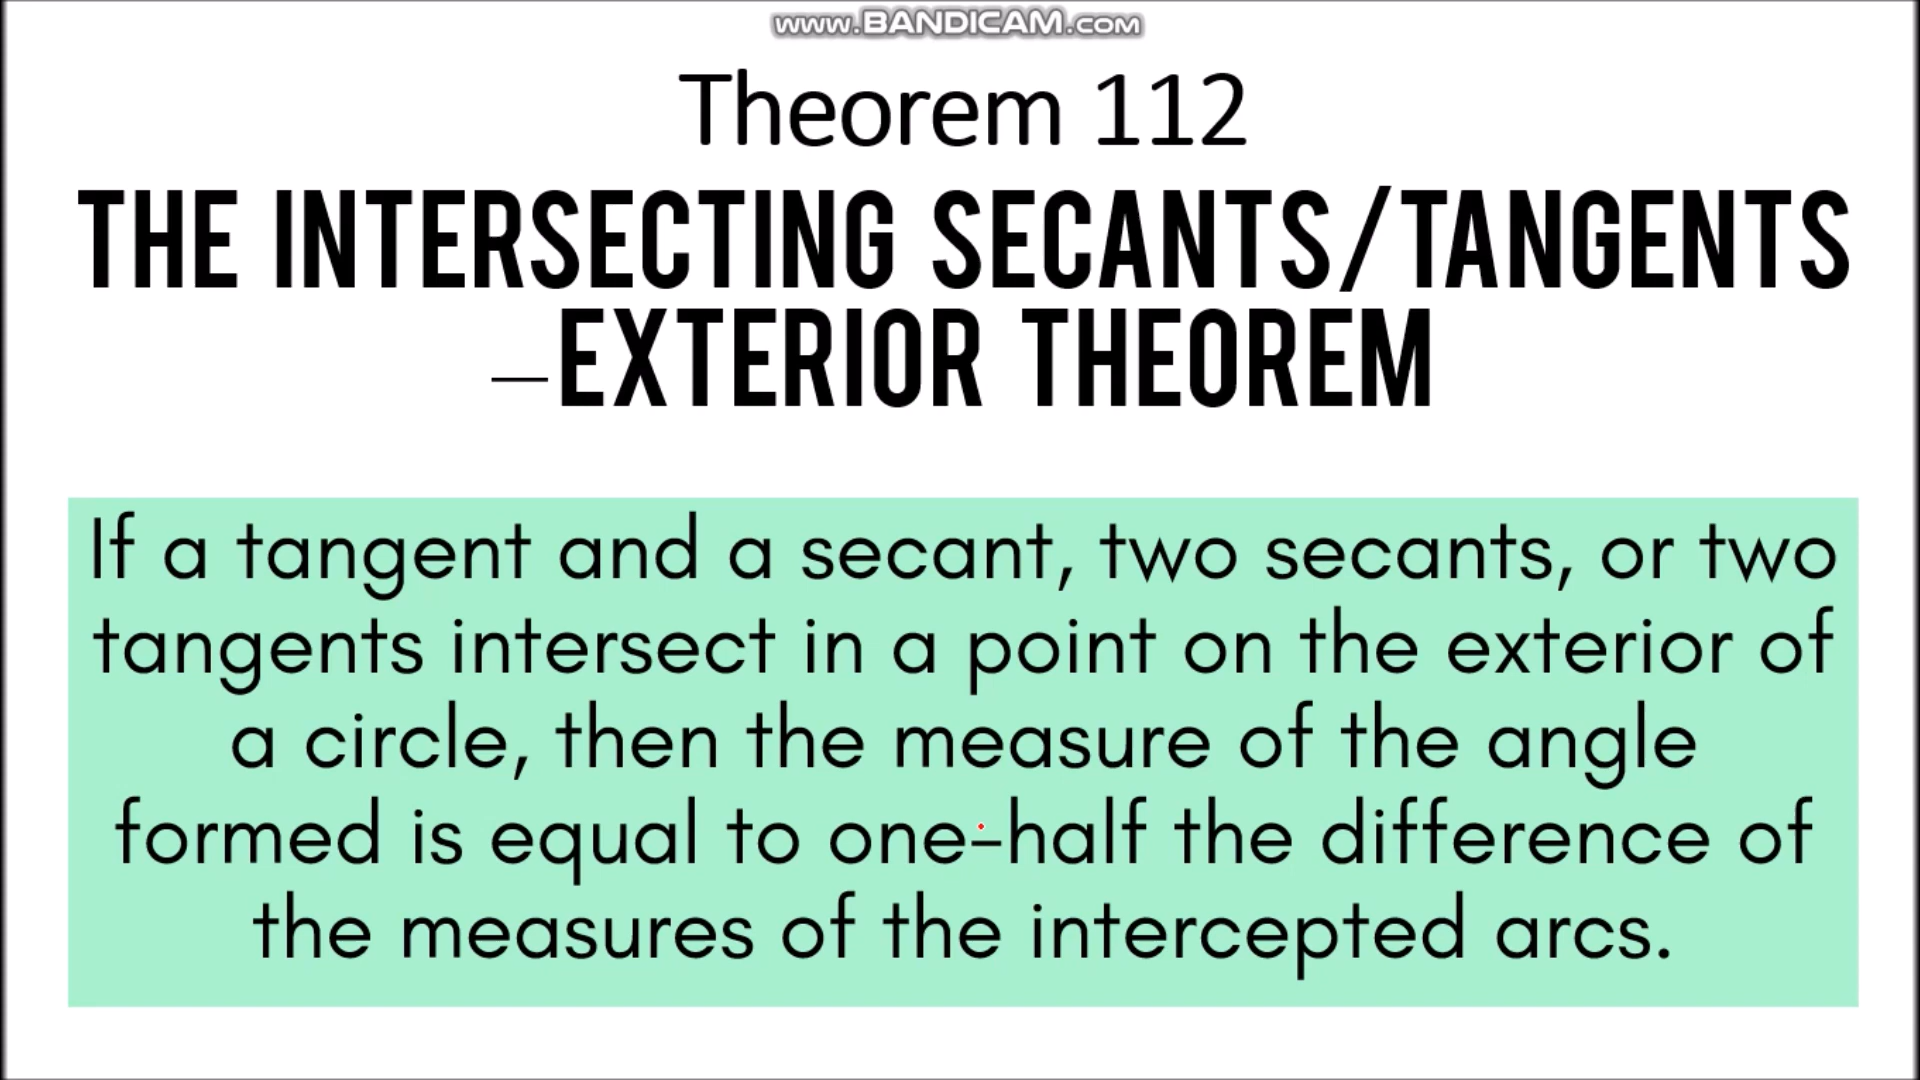 www.BANDICAM.com
Theorem 112
THE INTERSECTING SECANTS/TANGENTS
–EXTERIOR THEOREM
If a tangent and a secant, two secants, or two
tangents intersect in a point on the exterior of
a circle, then the measure of the angle
formed is equal to one-half the difference of
the measures of the intercepted arcs.